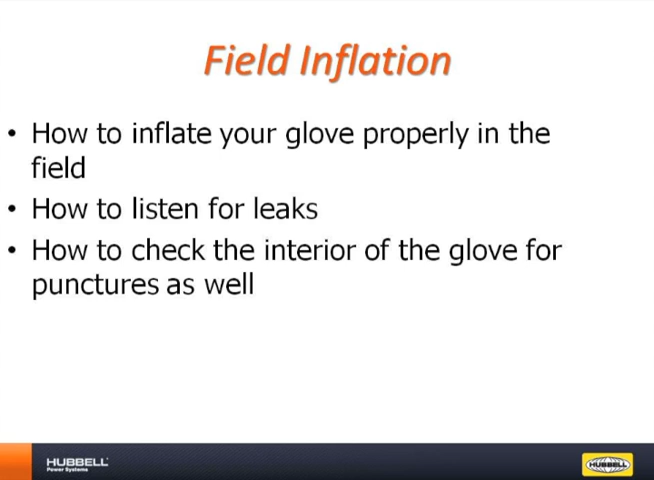 Field Inflation
• How to inflate your glove properly in the
field
• How to listen for leaks
• How to check the interior of the glove for
punctures as well
HUBBELL
Power Systems
HUBBELL